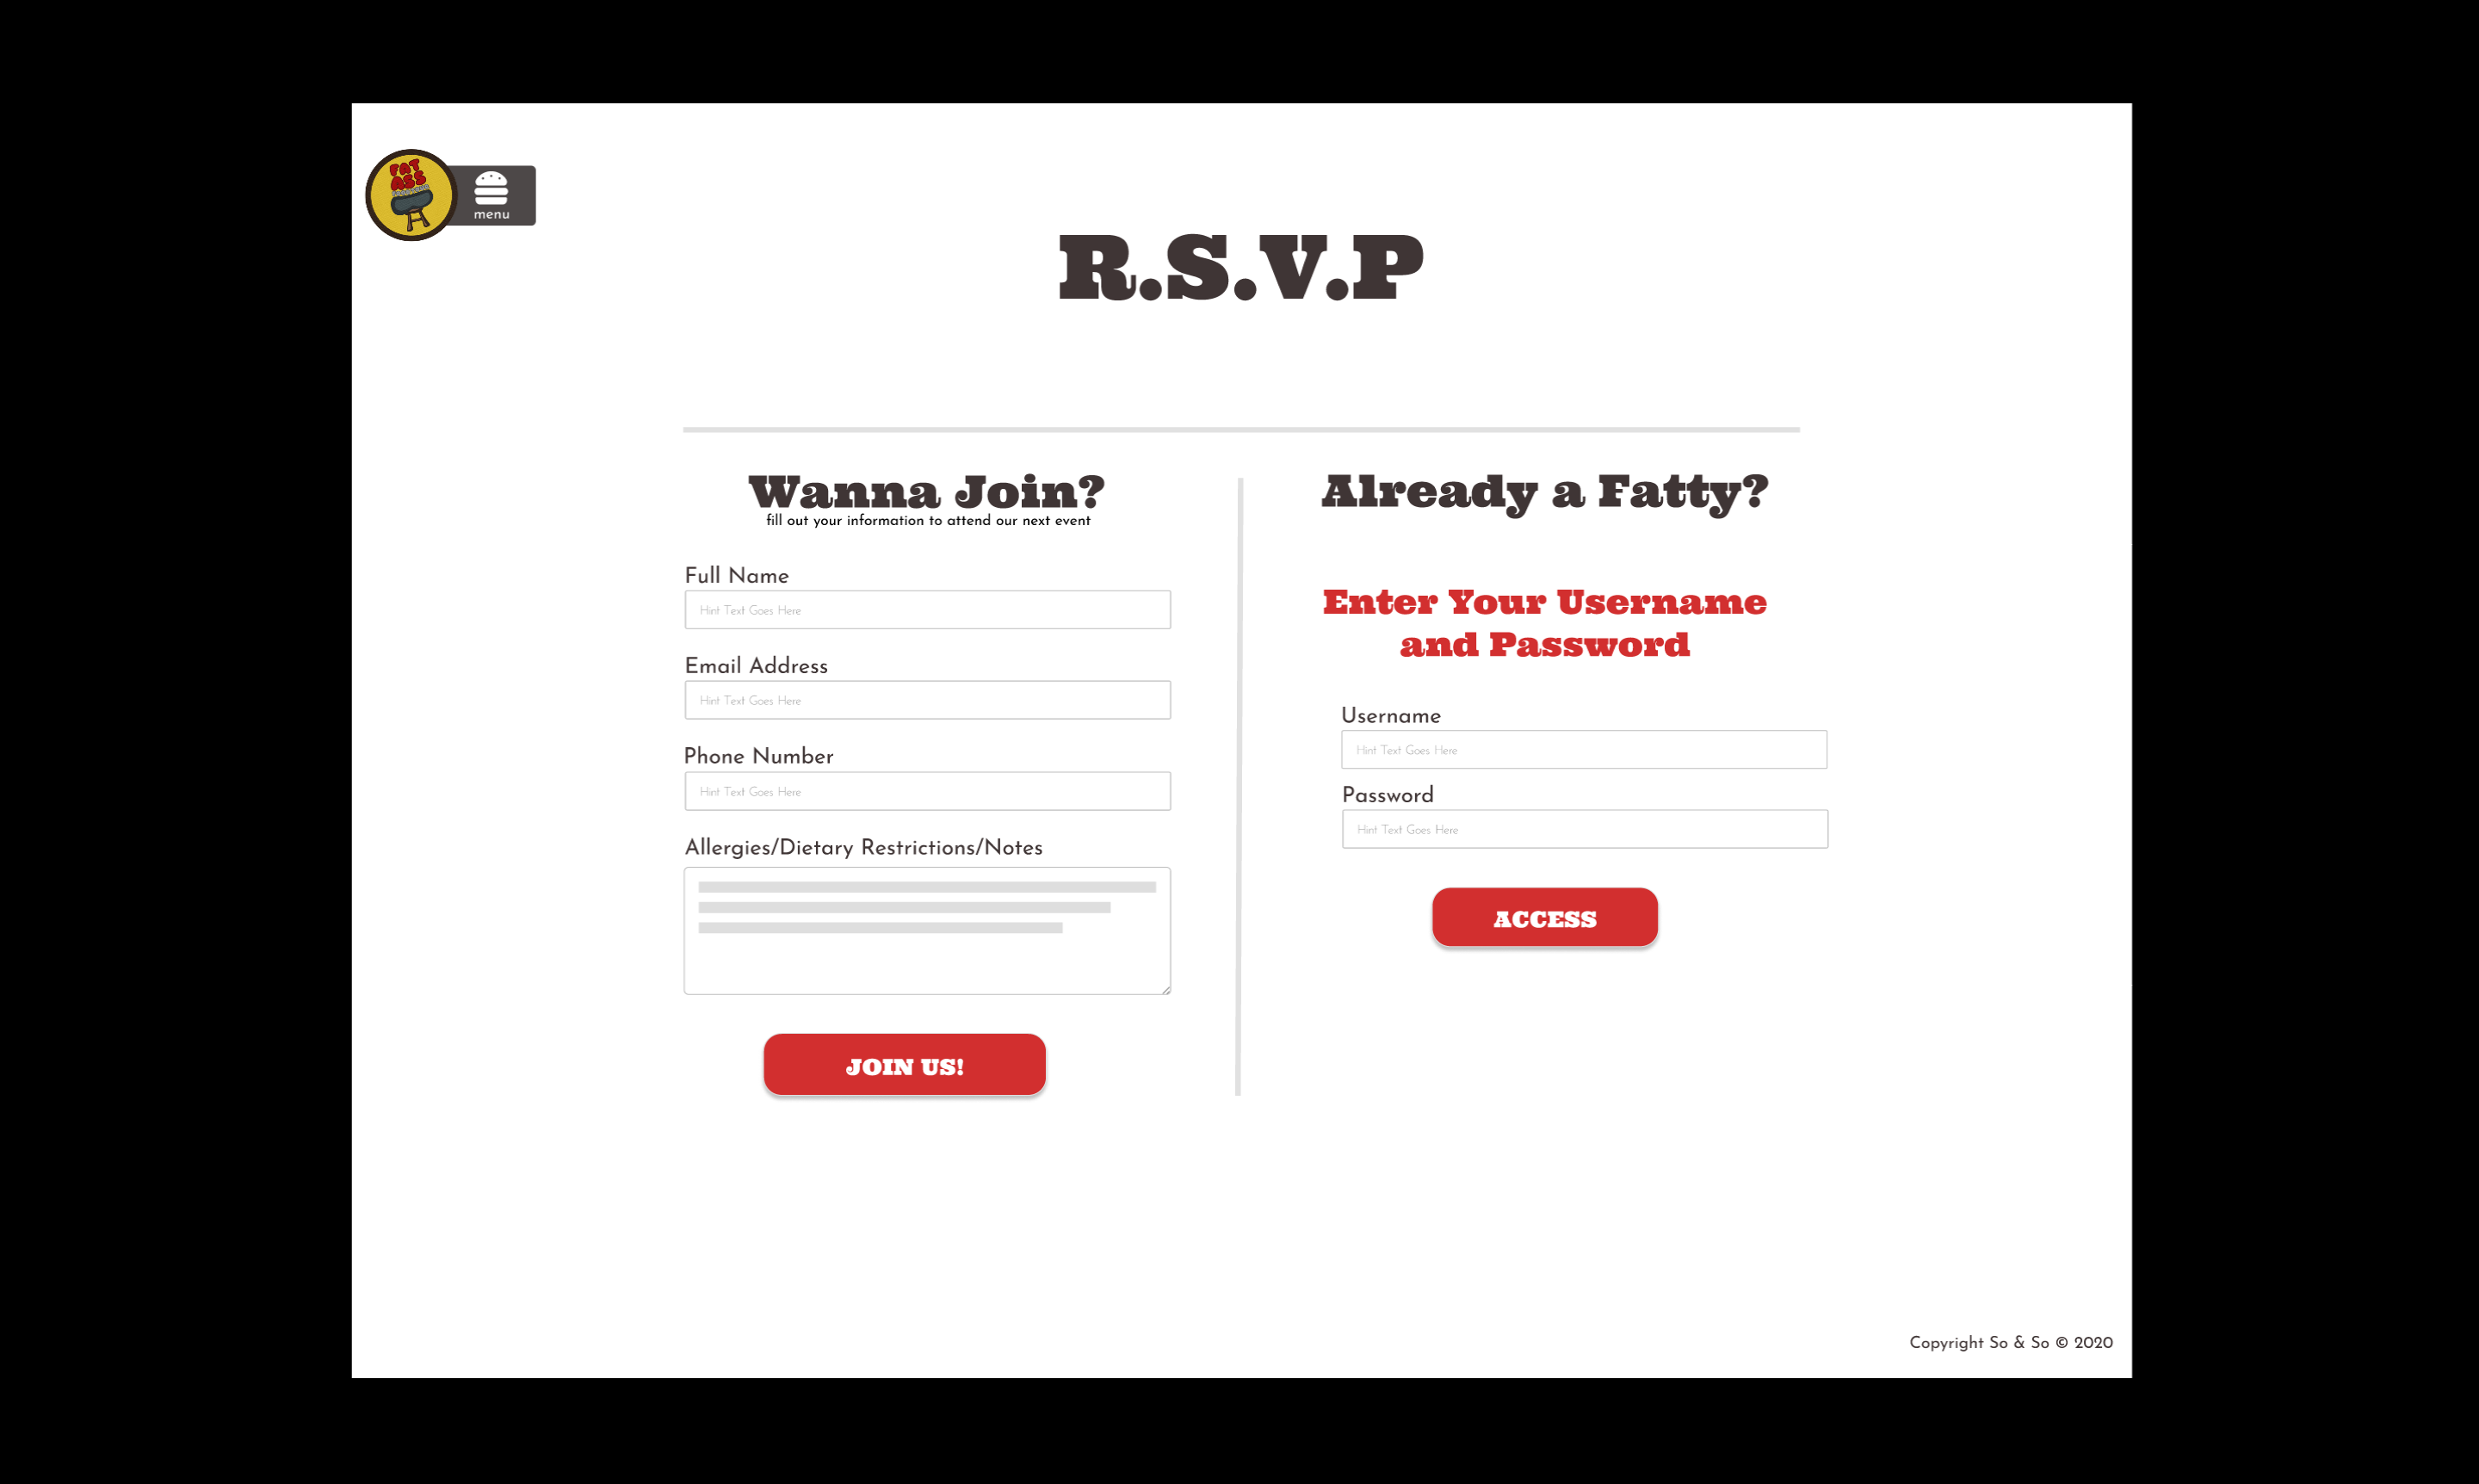 FAT
ASS
menu
R.S.V.P
Wanna Join?
fill out your information to attend our next event
Full Name
Hint Text Goes Here
Email Address
Hint Text Goes Here
Phone Number
Hint Text Goes Here
Allergies/Dietary Restrictions/Notes
JOIN US!
Already a Fatty?
Enter Your Username
and Password
Username
Hint Text Goes Here
Password
Hint Text Goes Here
ACCESS
Copyright So & So © 2020